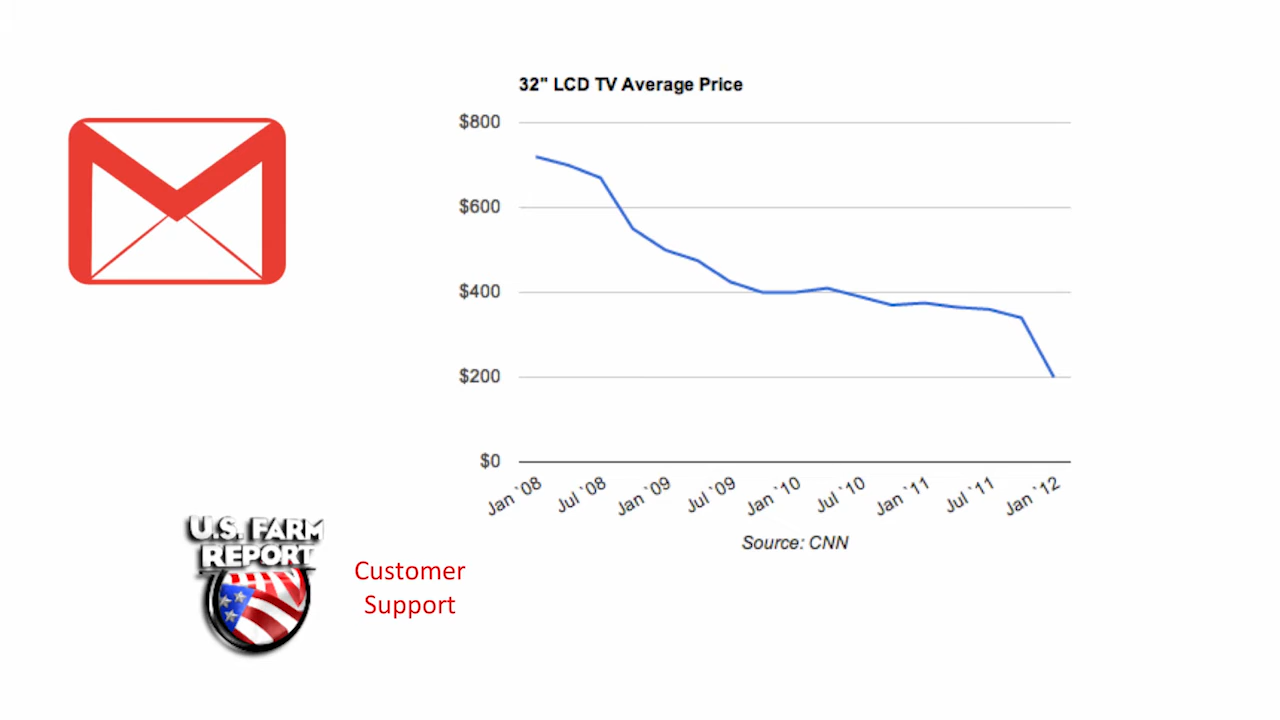 32" LCD TV Average Price
$800
$600
$400
$200
$0
Jan `08
Jul `08
Jan `09
Jul `09
Jan `10
Jul `10
Jan `11
Jul `11
Jan `12
Source: CNN
U.S. FARM
REPORT
Customer
Support